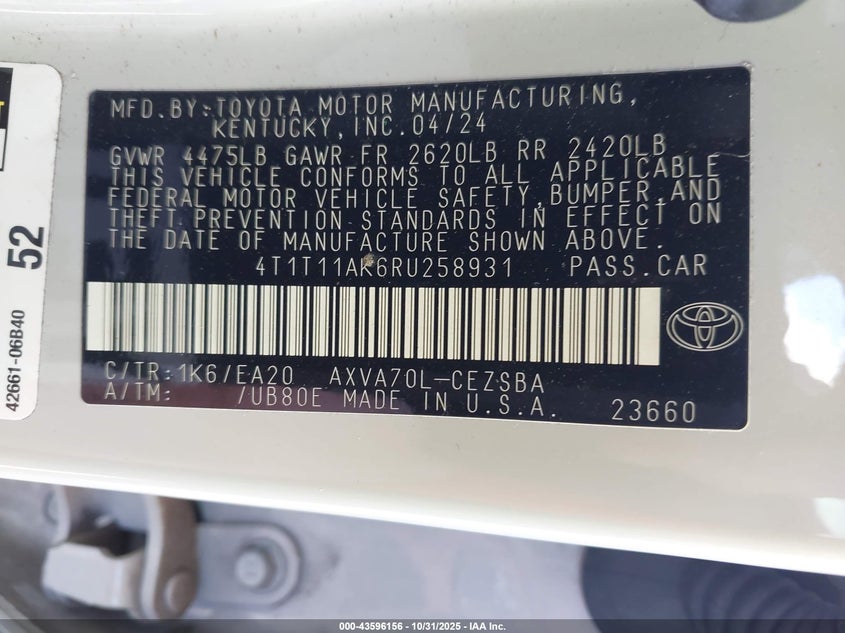 MFD.BY:TOYOTA MOTOR MANUFACTURING,
KENTUCKY,INC.04/24
GVWR 4475LB GAWR FR 2620LB RR 2420LB
THIS VEHICLE CONFORMS TO ALL APPLICABLE
FEDERAL MOTOR VEHICLE SAFETY,BUMPER,AND
THEFT PREVENTION STANDARDS IN EFFECT ON
THE DATE OF MANUFACTURE SHOWN ABOVE.
4T1T11AK6RU258931 PASS.CAR
C/TR:1K6/EA20 AXVA70L-CEZSBA
A/TM: /UB80E MADE IN U.S.A. 23660
52
42661-06B40
000-43596156 - 10/31/2025 - IAA Inc.